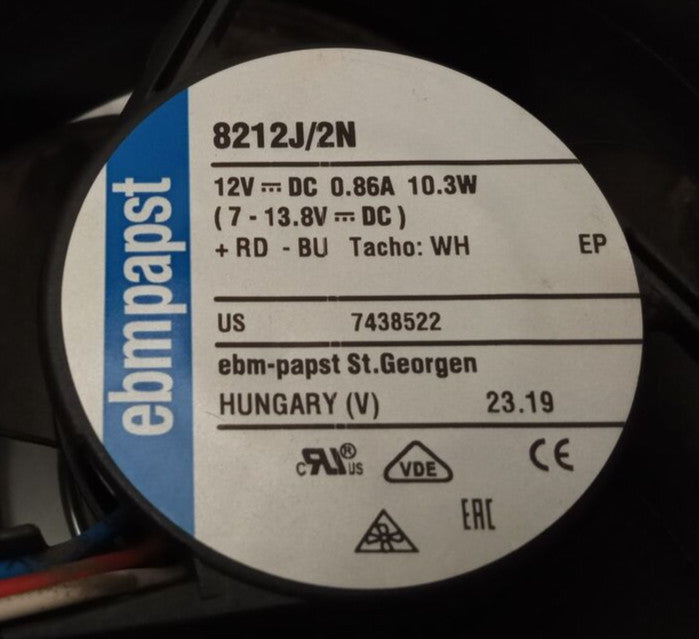 ebmpapst
8212J/2N
12V ⎓ DC 0.86A 10.3W
( 7 - 13.8V ⎓ DC )
+ RD - BU Tacho: WH EP
US 7438522
ebm-papst St.Georgen
HUNGARY (V) 23.19
c RU ® US VDE CE
EAC